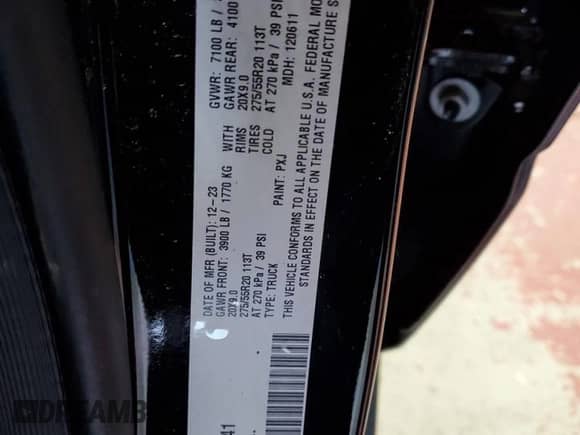 DATE OF MFR (BUILT): 12-23 GVWR: 7100 LB /
GAWR FRONT: 3900 LB / 1770 KG WITH GAWR REAR: 4100
20X9.0 RIMS 20X9.0
275/55R20 113T TIRES 275/55R20 113T
AT 270 kPa / 39 PSI COLD AT 270 kPa / 39 PSI
TYPE: TRUCK PAINT: PXJ MDH: 120611
THIS VEHICLE CONFORMS TO ALL APPLICABLE U.S.A. FEDERAL MO
STANDARDS IN EFFECT ON THE DATE OF MANUFACTURE S
41
DREAMB